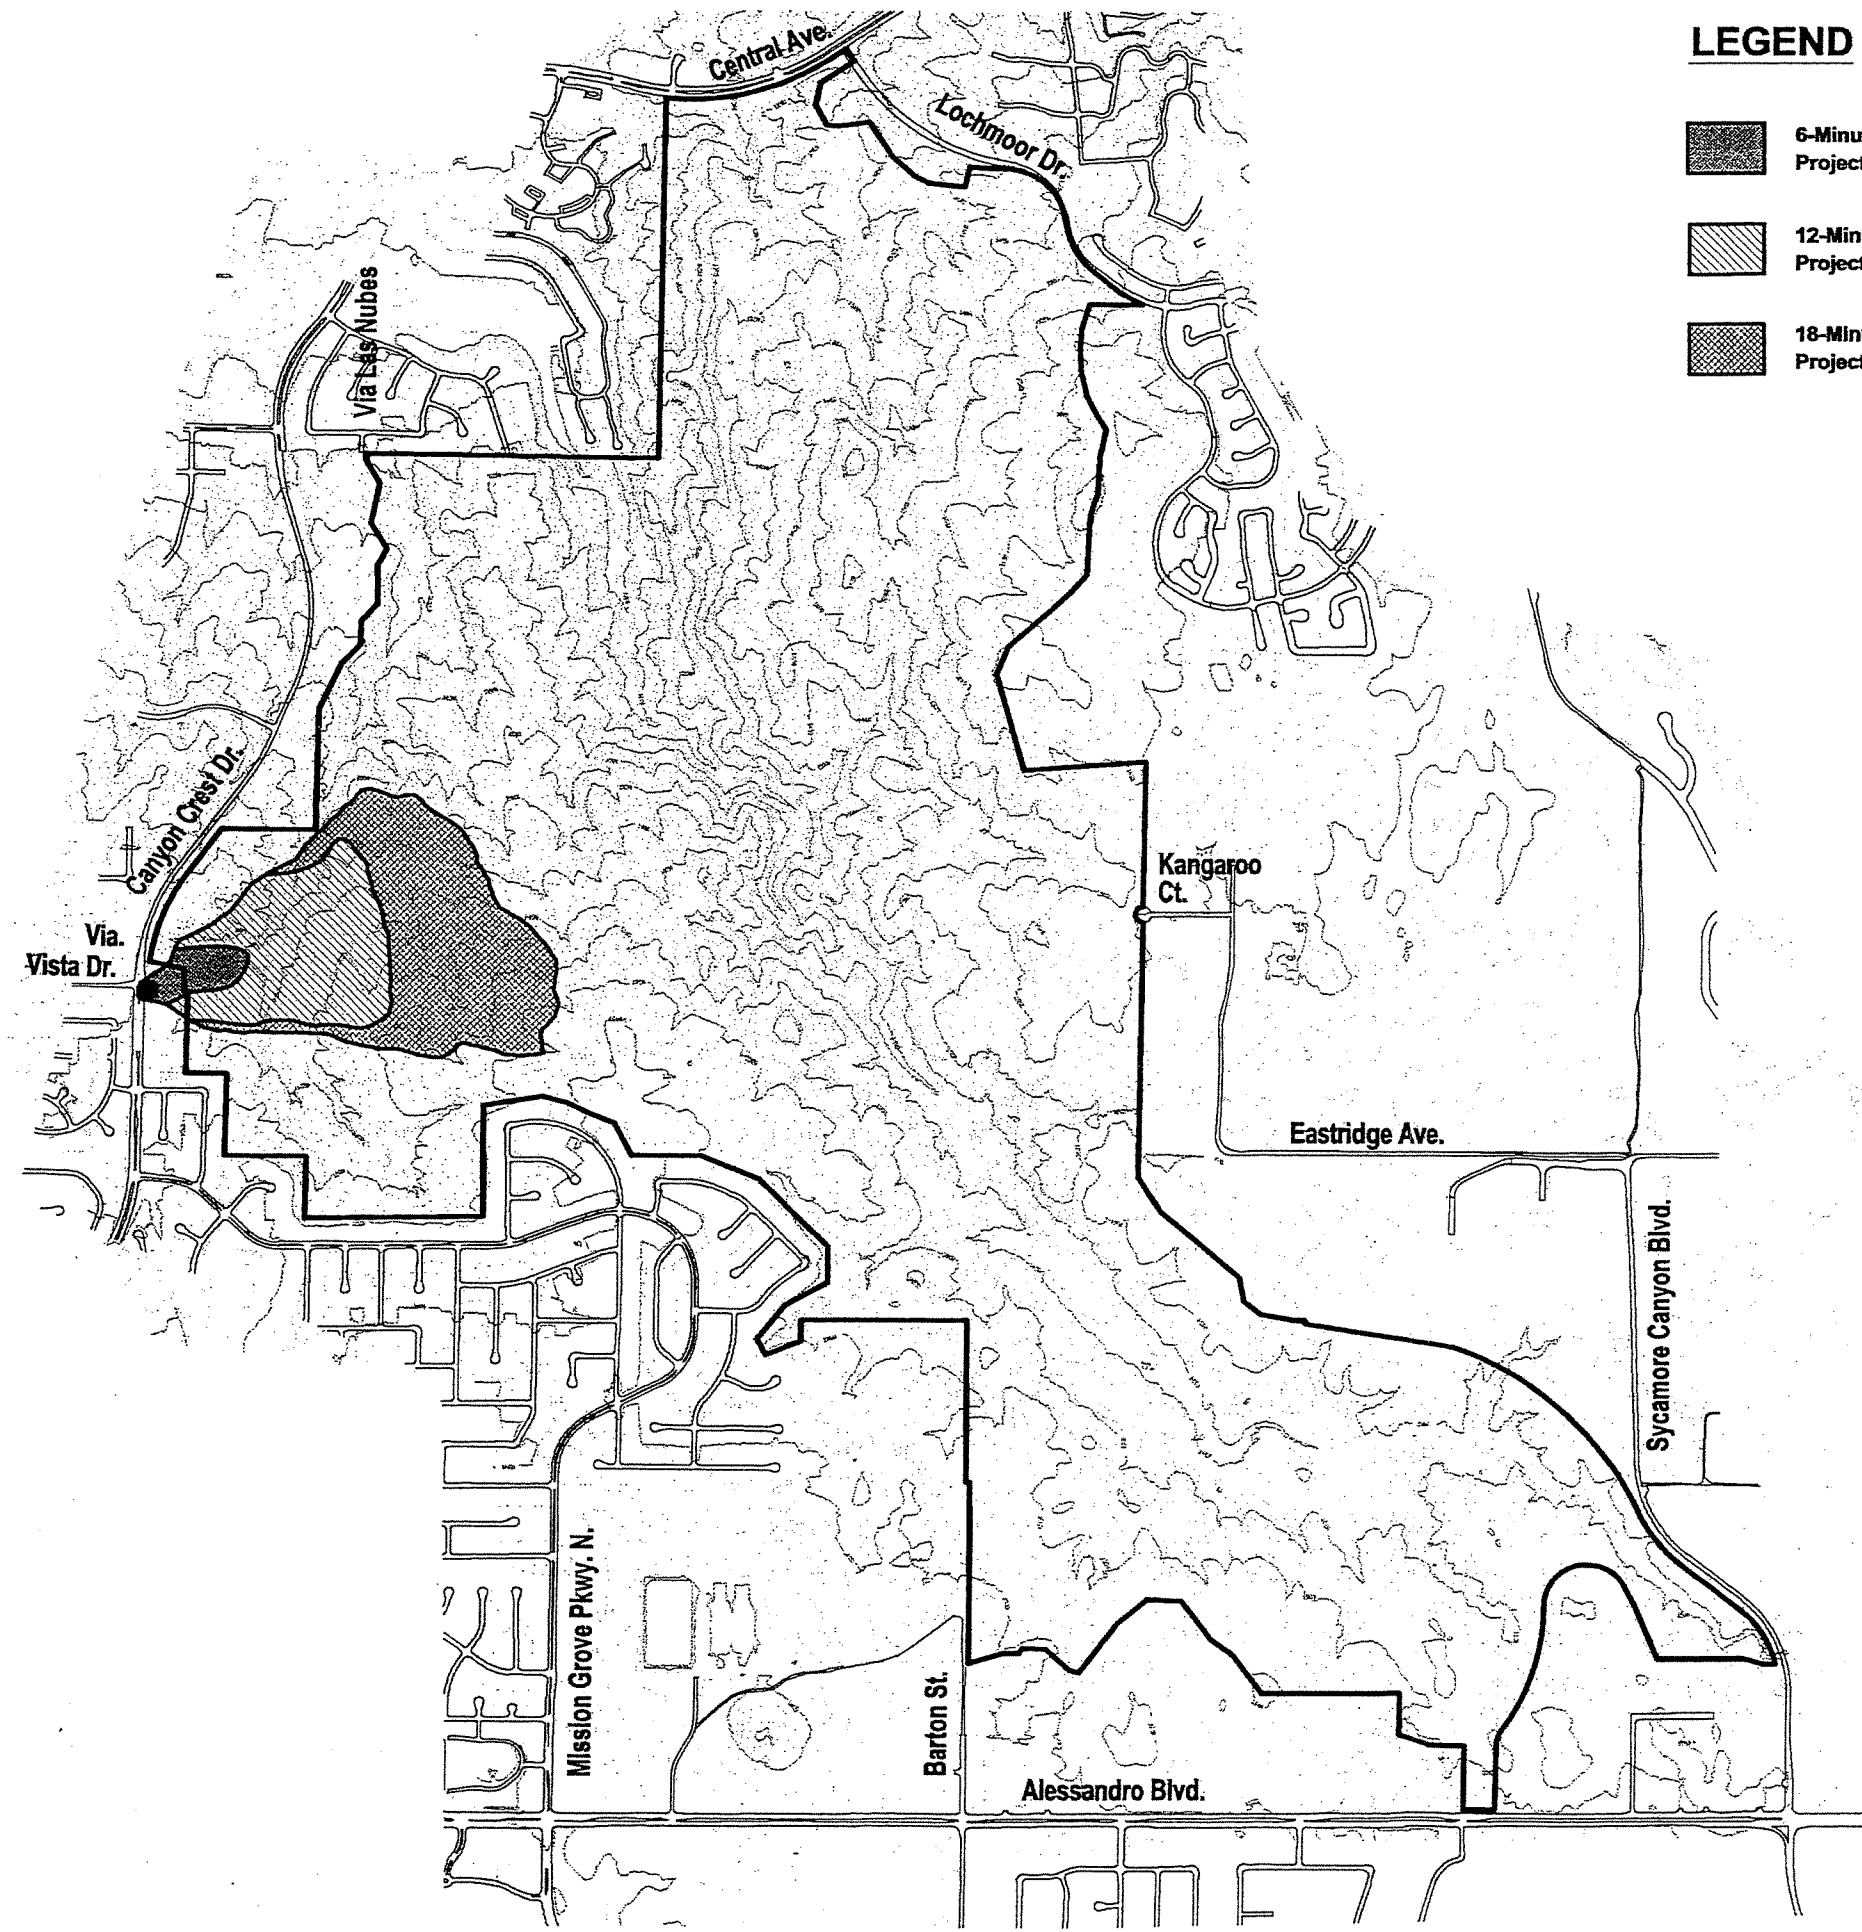 LEGEND
6-Minu
Project
12-Min
Project
18-Min
Project
Central Ave.
Lochmoor Dr.
Via Las Nubes
Canyon Crest Dr.
Via.
Vista Dr.
Kangaroo
Ct.
Eastridge Ave.
Sycamore Canyon Blvd.
Mission Grove Pkwy. N.
Barton St.
Alessandro Blvd.